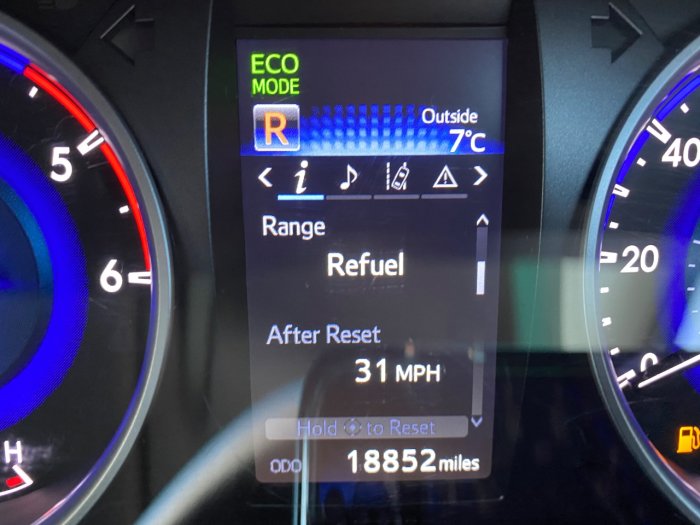 ECO
MODE
R
Outside
7°C
5
6
40
20
0
Range
Refuel
After Reset
31 MPH
Hold to Reset
ODO 18852 miles
H